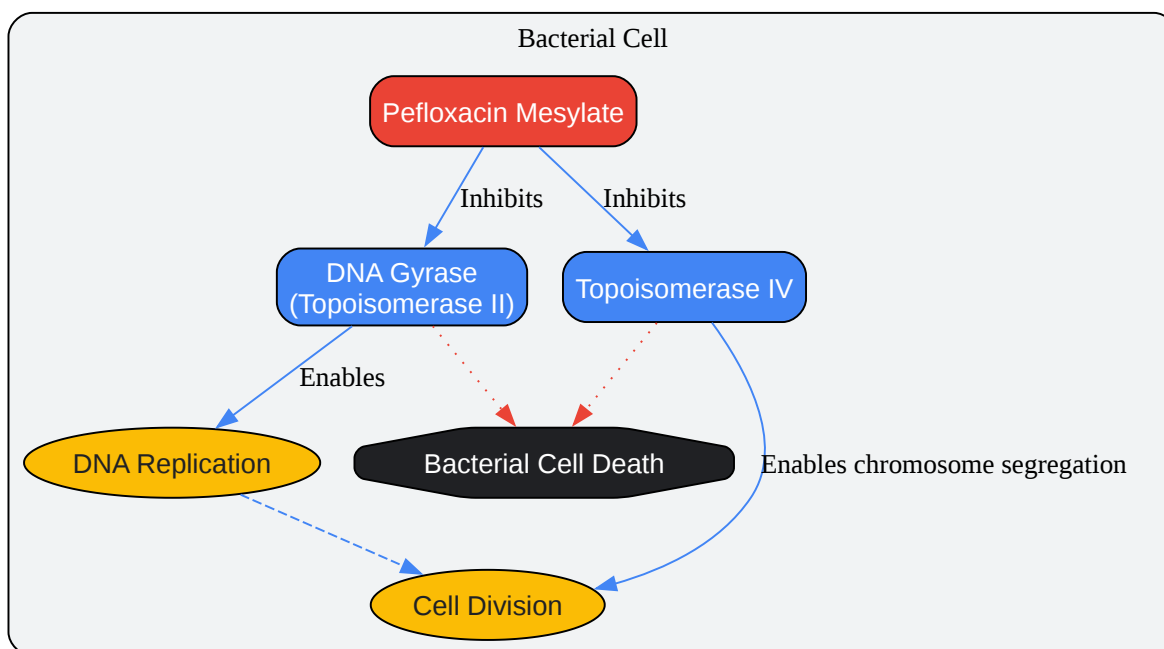 Bacterial Cell
Pefloxacin Mesylate
Inhibits
Inhibits
DNA Gyrase
(Topoisomerase II)
Topoisomerase IV
Enables
DNA Replication
Bacterial Cell Death
Enables chromosome segregation
Cell Division